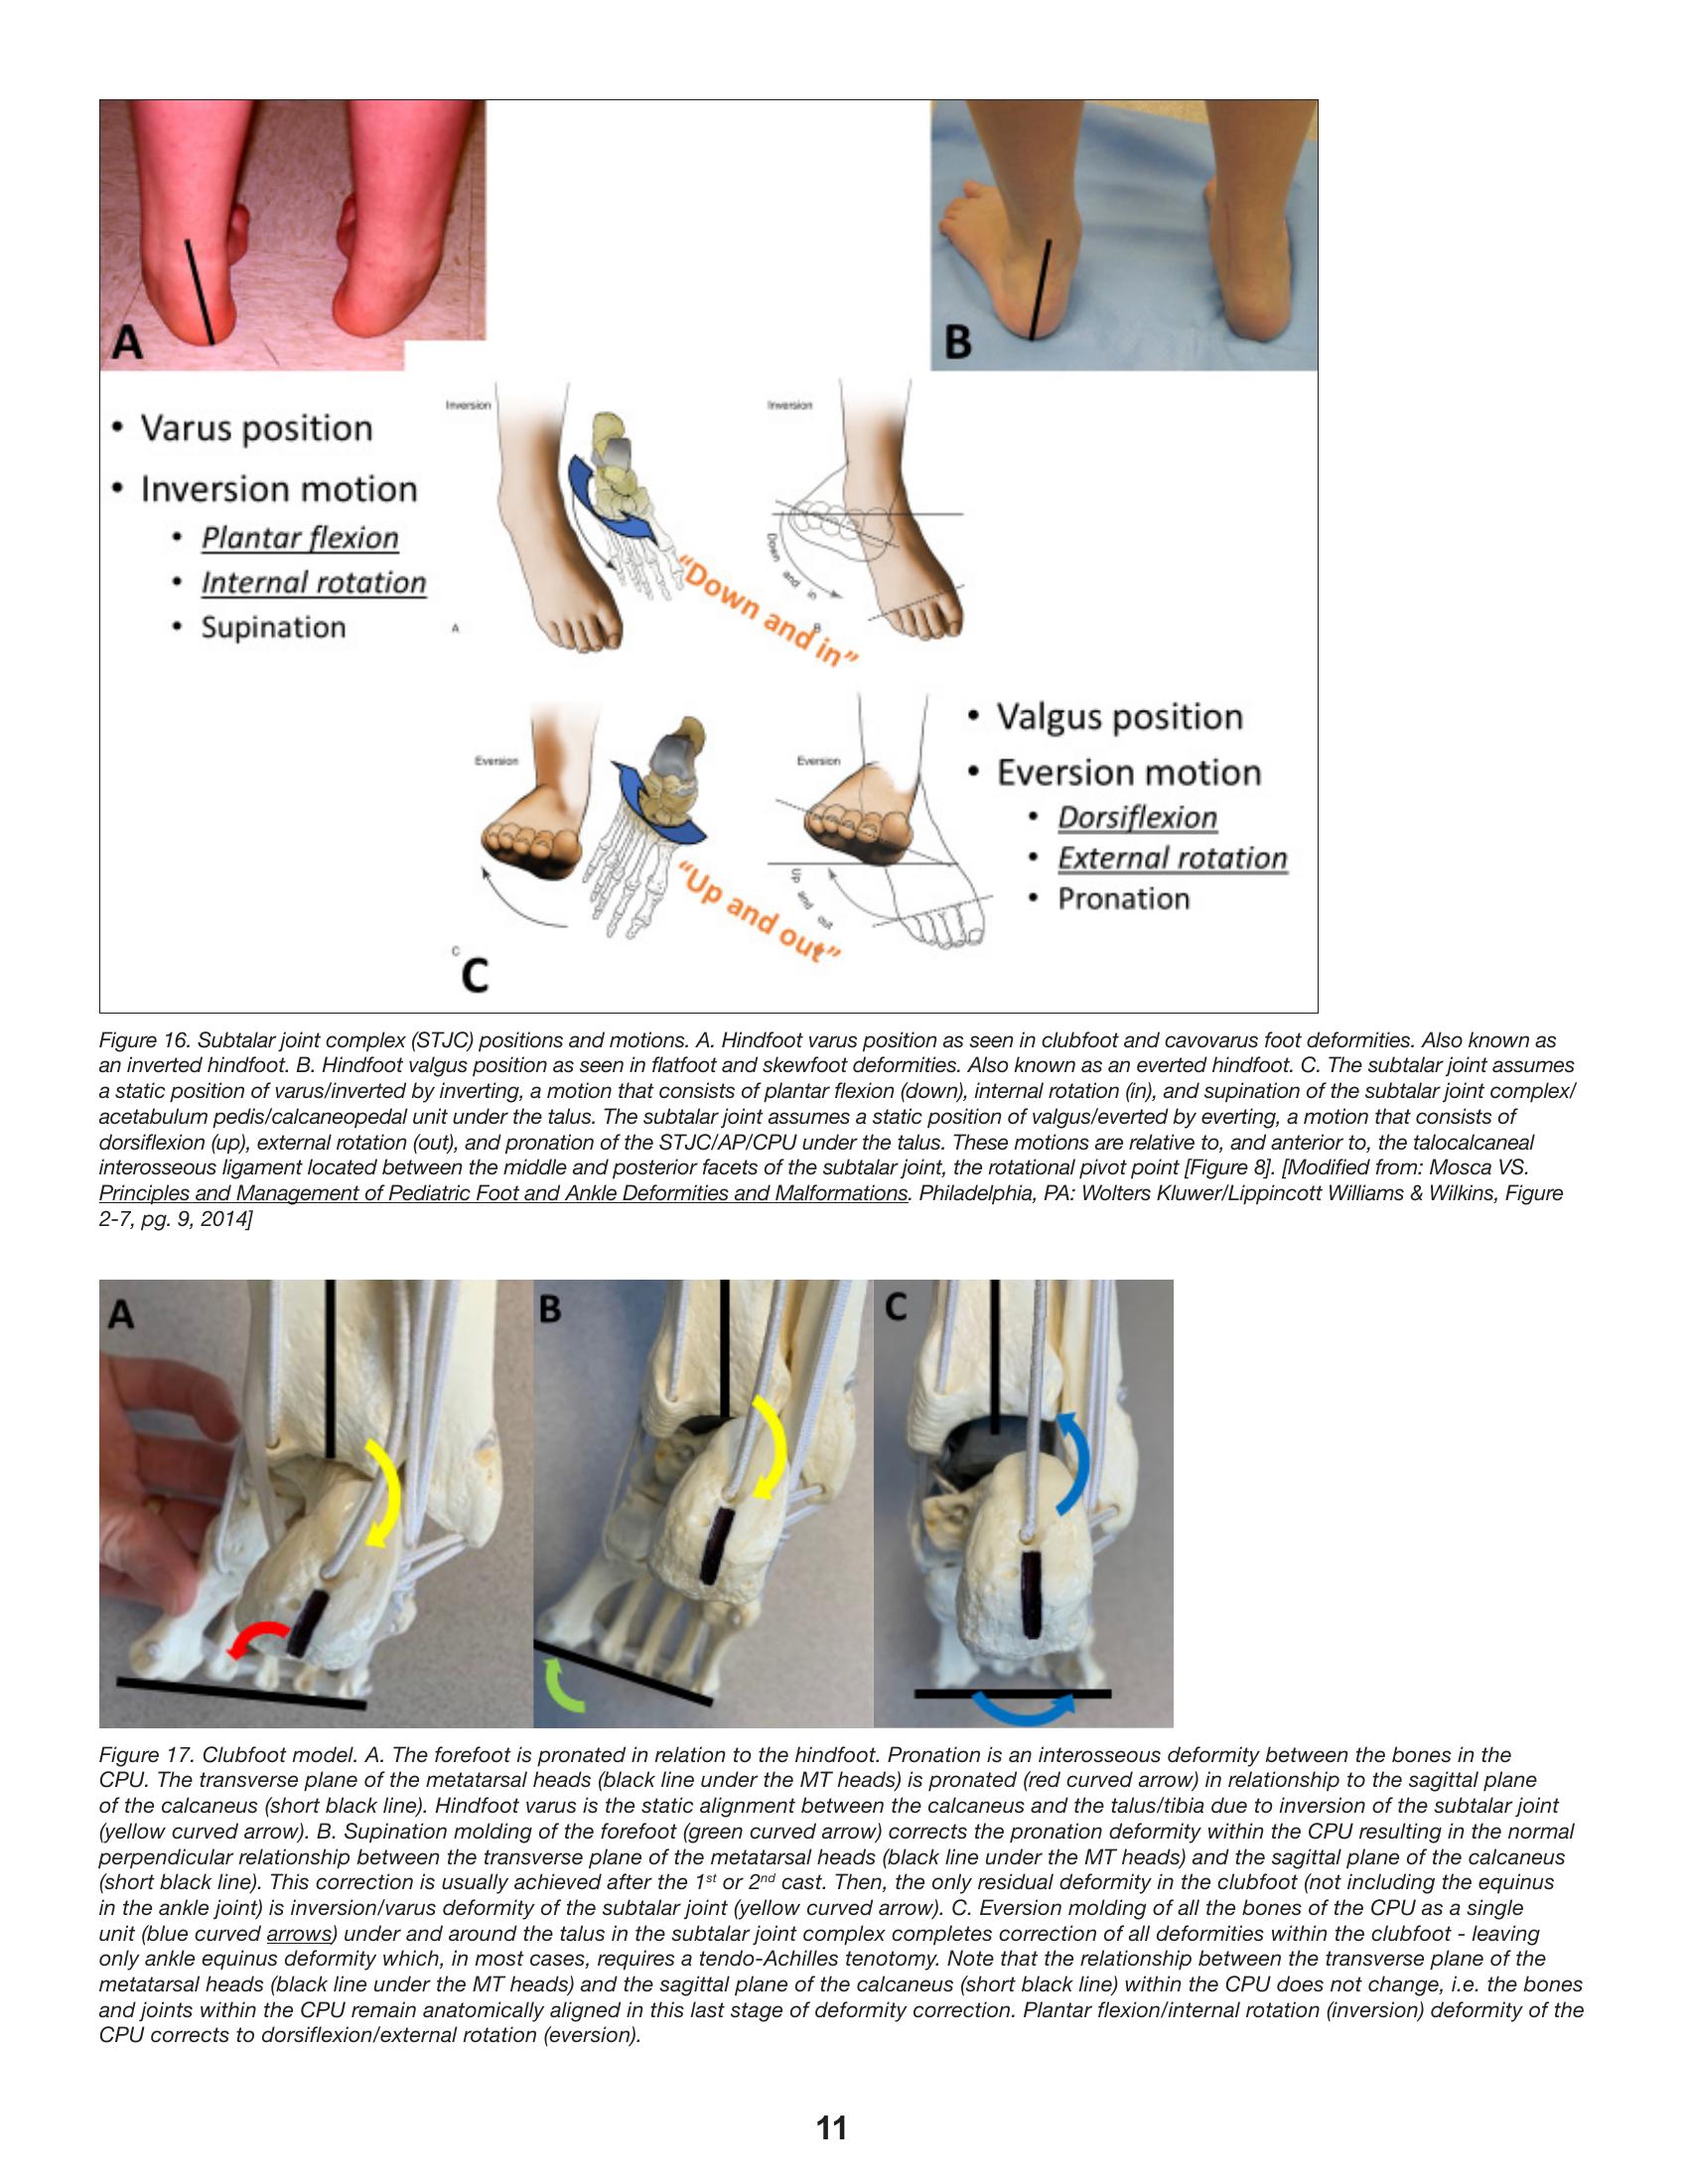 A
B
• Varus position
• Inversion motion
• Plantar flexion
• Internal rotation
• Supination
Inversion
Inversion
Down and in
"Down and in"
A
B
Eversion
Eversion
Up and out
"Up and out"
C
C
• Valgus position
• Eversion motion
• Dorsiflexion
• External rotation
• Pronation
Figure 16. Subtalar joint complex (STJC) positions and motions. A. Hindfoot varus position as seen in clubfoot and cavovarus foot deformities. Also known as
an inverted hindfoot. B. Hindfoot valgus position as seen in flatfoot and skewfoot deformities. Also known as an everted hindfoot. C. The subtalar joint assumes
a static position of varus/inverted by inverting, a motion that consists of plantar flexion (down), internal rotation (in), and supination of the subtalar joint complex/
acetabulum pedis/calcaneopedal unit under the talus. The subtalar joint assumes a static position of valgus/everted by everting, a motion that consists of
dorsiflexion (up), external rotation (out), and pronation of the STJC/AP/CPU under the talus. These motions are relative to, and anterior to, the talocalcaneal
interosseous ligament located between the middle and posterior facets of the subtalar joint, the rotational pivot point [Figure 8]. [Modified from: Mosca VS.
Principles and Management of Pediatric Foot and Ankle Deformities and Malformations. Philadelphia, PA: Wolters Kluwer/Lippincott Williams & Wilkins, Figure
2-7, pg. 9, 2014]
A
B
C
Figure 17. Clubfoot model. A. The forefoot is pronated in relation to the hindfoot. Pronation is an interosseous deformity between the bones in the
CPU. The transverse plane of the metatarsal heads (black line under the MT heads) is pronated (red curved arrow) in relationship to the sagittal plane
of the calcaneus (short black line). Hindfoot varus is the static alignment between the calcaneus and the talus/tibia due to inversion of the subtalar joint
(yellow curved arrow). B. Supination molding of the forefoot (green curved arrow) corrects the pronation deformity within the CPU resulting in the normal
perpendicular relationship between the transverse plane of the metatarsal heads (black line under the MT heads) and the sagittal plane of the calcaneus
(short black line). This correction is usually achieved after the 1st or 2nd cast. Then, the only residual deformity in the clubfoot (not including the equinus
in the ankle joint) is inversion/varus deformity of the subtalar joint (yellow curved arrow). C. Eversion molding of all the bones of the CPU as a single
unit (blue curved arrows) under and around the talus in the subtalar joint complex completes correction of all deformities within the clubfoot - leaving
only ankle equinus deformity which, in most cases, requires a tendo-Achilles tenotomy. Note that the relationship between the transverse plane of the
metatarsal heads (black line under the MT heads) and the sagittal plane of the calcaneus (short black line) within the CPU does not change, i.e. the bones
and joints within the CPU remain anatomically aligned in this last stage of deformity correction. Plantar flexion/internal rotation (inversion) deformity of the
CPU corrects to dorsiflexion/external rotation (eversion).
11